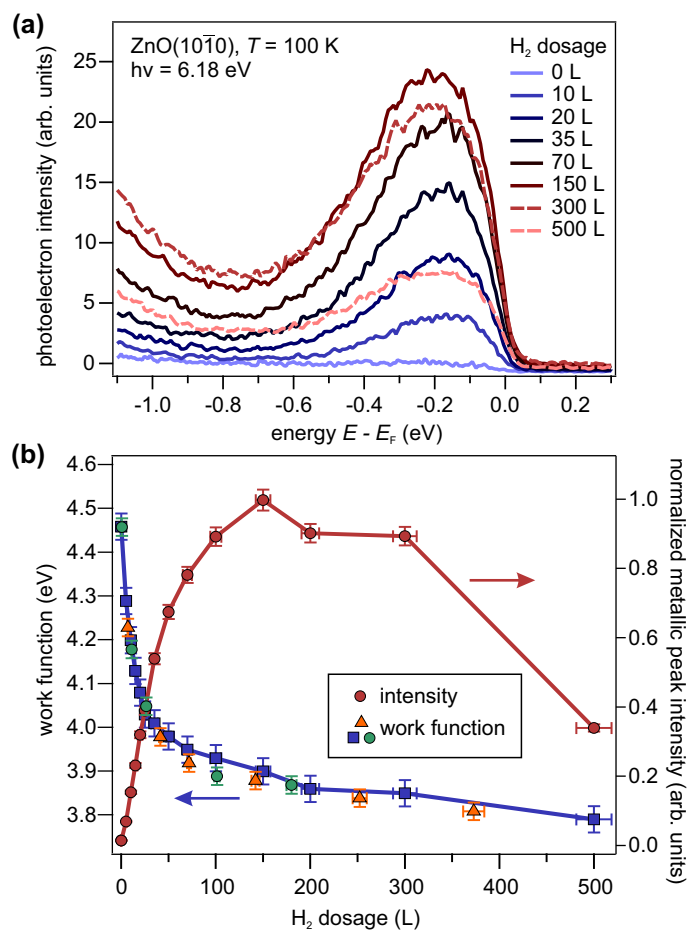 (a)
ZnO(101̅0), T = 100 K
hν = 6.18 eV
H₂ dosage
0 L
10 L
20 L
35 L
70 L
150 L
300 L
500 L
photoelectron intensity (arb. units)
25
20
15
10
5
0
-1.0 -0.8 -0.6 -0.4 -0.2 0.0 0.2
energy E - E_F (eV)
(b)
work function (eV)
4.6
4.5
4.4
4.3
4.2
4.1
4.0
3.9
3.8
intensity
work function
normalized metallic peak intensity (arb. units)
1.0
0.8
0.6
0.4
0.2
0.0
0 100 200 300 400 500
H₂ dosage (L)